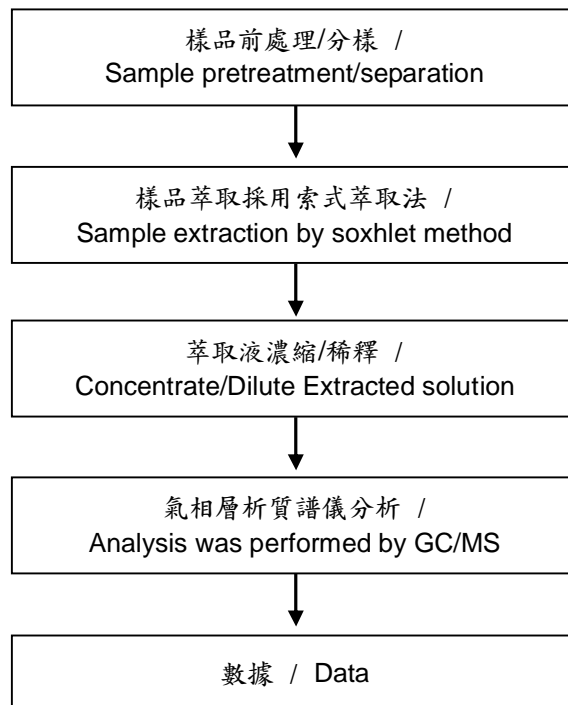 樣品前處理/分樣 /
Sample pretreatment/separation
樣品萃取採用索式萃取法 /
Sample extraction by soxhlet method
萃取液濃縮/稀釋 /
Concentrate/Dilute Extracted solution
氣相層析質譜儀分析 /
Analysis was performed by GC/MS
數據 / Data